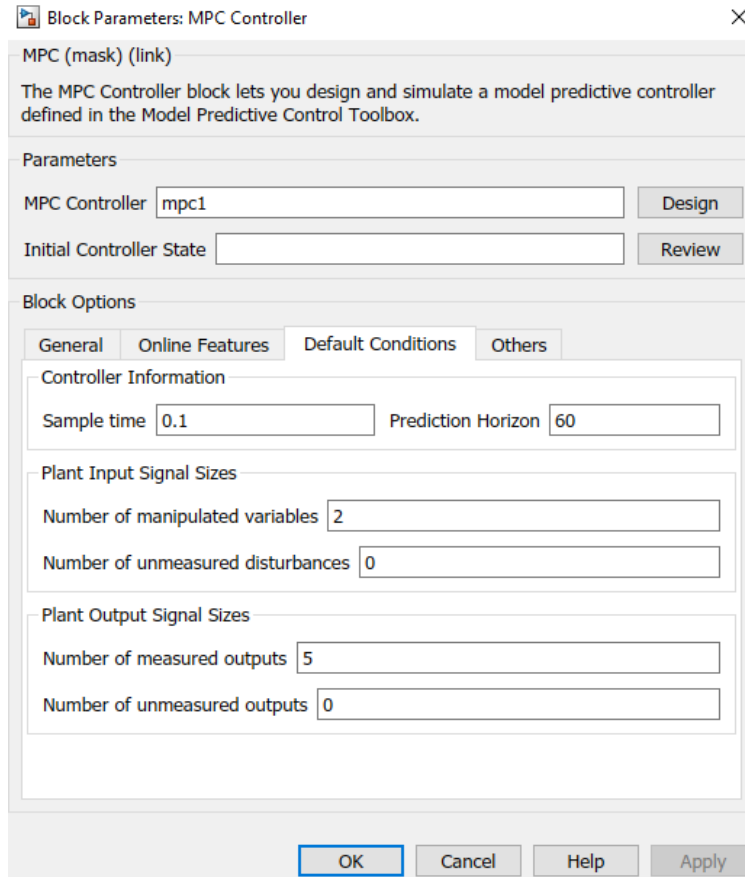 Block Parameters: MPC Controller
MPC (mask) (link)
The MPC Controller block lets you design and simulate a model predictive controller
defined in the Model Predictive Control Toolbox.
Parameters
MPC Controller mpc1 Design
Initial Controller State Review
Block Options
General Online Features Default Conditions Others
Controller Information
Sample time 0.1 Prediction Horizon 60
Plant Input Signal Sizes
Number of manipulated variables 2
Number of unmeasured disturbances 0
Plant Output Signal Sizes
Number of measured outputs 5
Number of unmeasured outputs 0
OK Cancel Help Apply